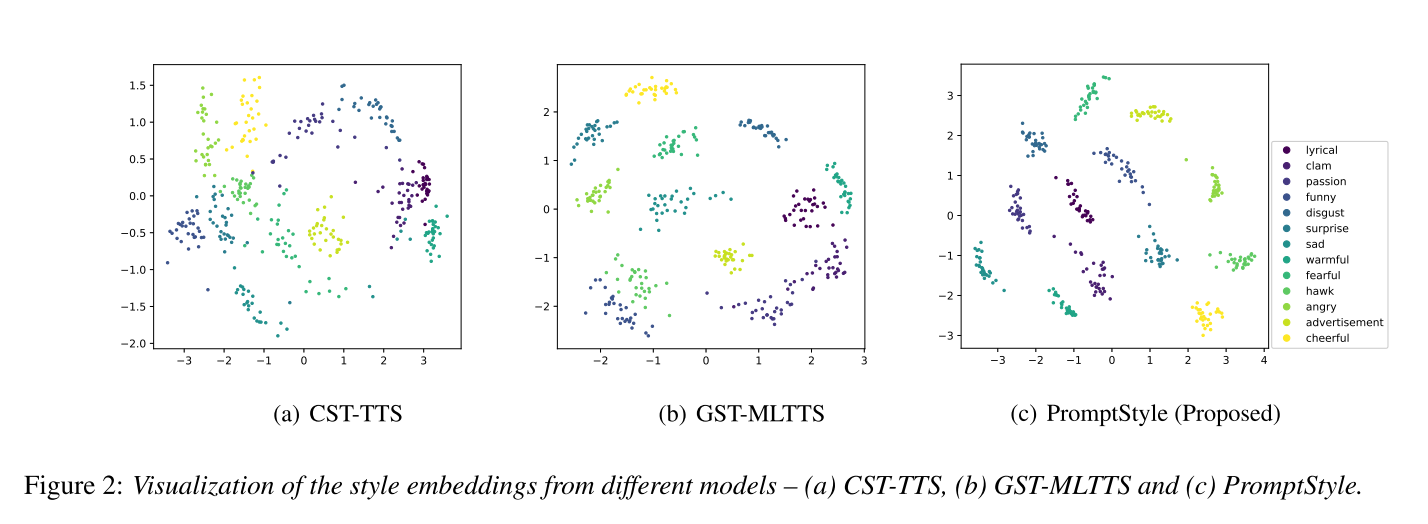 1.5
1.0
0.5
0.0
−0.5
−1.0
−1.5
−2.0
−3 −2 −1 0 1 2 3
(a) CST-TTS
2
1
0
−1
−2
−2 −1 0 1 2 3
(b) GST-MLTTS
3
2
1
0
−1
−2
−3
−3 −2 −1 0 1 2 3 4
lyrical
clam
passion
funny
disgust
surprise
sad
warmful
fearful
hawk
angry
advertisement
cheerful
(c) PromptStyle (Proposed)
Figure 2: Visualization of the style embeddings from different models – (a) CST-TTS, (b) GST-MLTTS and (c) PromptStyle.